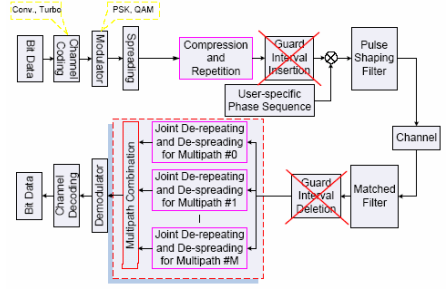 Conv., Turbo
PSK, QAM
Bit Data
Channel
Coding
Modulator
Spreading
Compression
and
Repetition
Guard
Interval
Insertion
User-specific
Phase Sequence
Pulse
Shaping
Filter
Channel
Matched
Filter
Guard
Interval
Deletion
Joint De-repeating
and De-spreading
for Multipath #0
Joint De-repeating
and De-spreading
for Multipath #1
Joint De-repeating
and De-spreading
for Multipath #M
Multipath Combination
Demodulator
Channel
Decoding
Bit Data